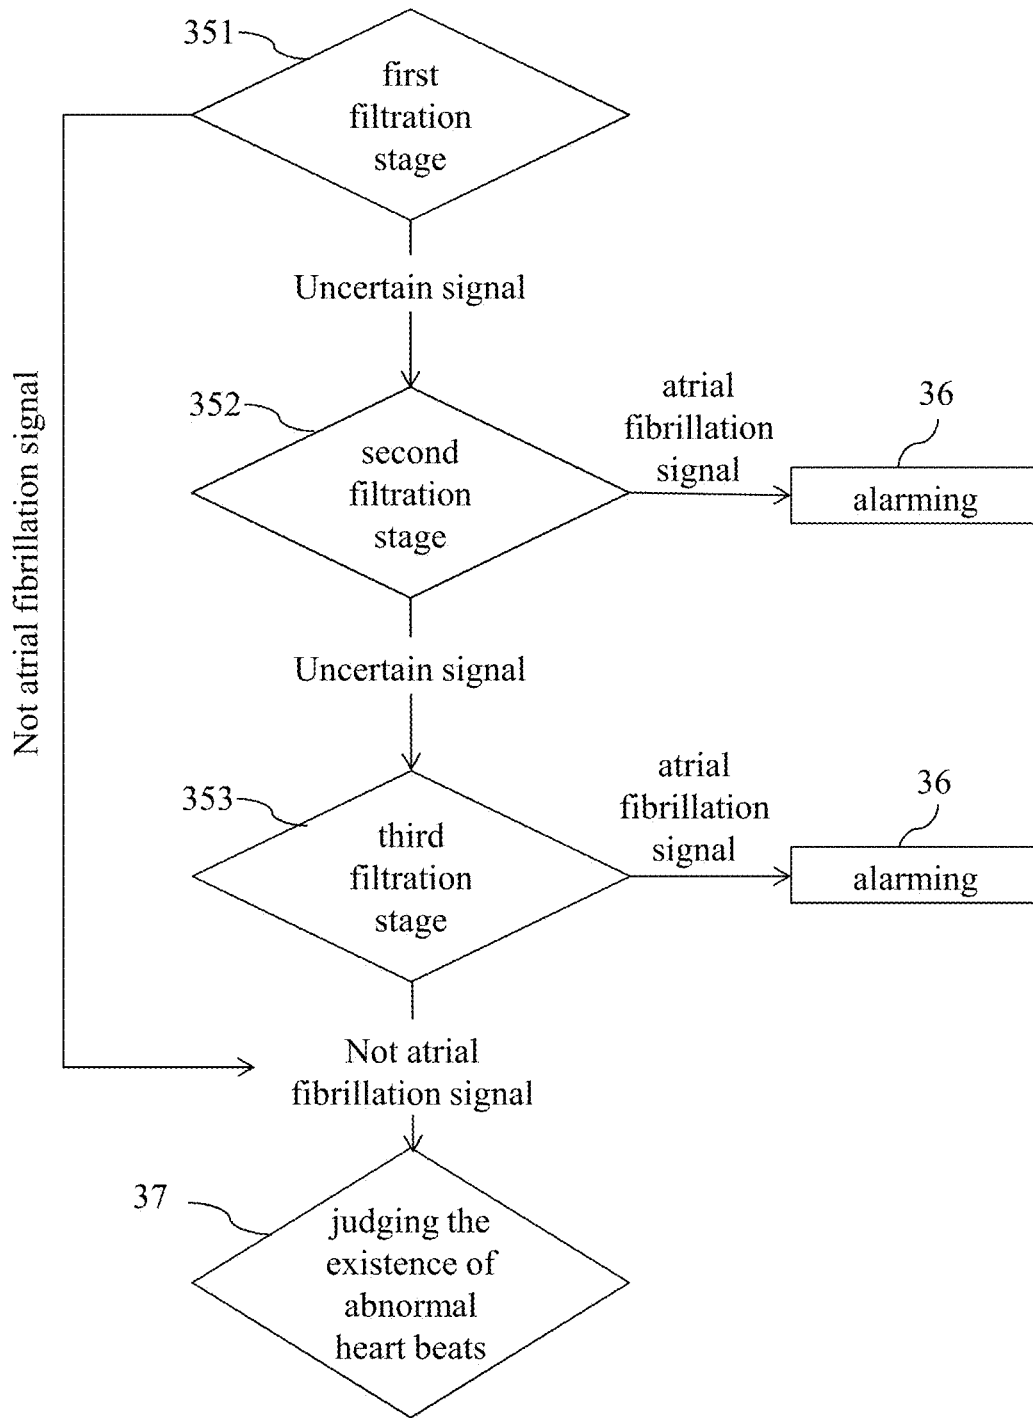 351
first
filtration
stage
Uncertain signal
Not atrial fibrillation signal
352
second
filtration
stage
atrial
fibrillation
signal
36
alarming
Uncertain signal
353
third
filtration
stage
atrial
fibrillation
signal
36
alarming
Not atrial
fibrillation signal
37
judging the
existence of
abnormal
heart beats